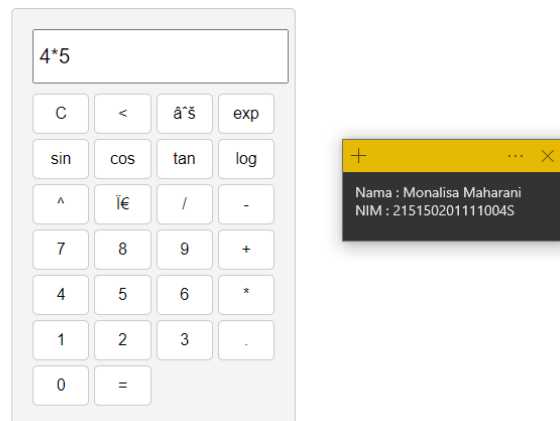 4*5
C < âˆš exp
sin cos tan log
^ Ï€ / -
7 8 9 +
4 5 6 *
1 2 3 .
0 =
Nama : Monalisa Maharani
NIM : 215150201111004S